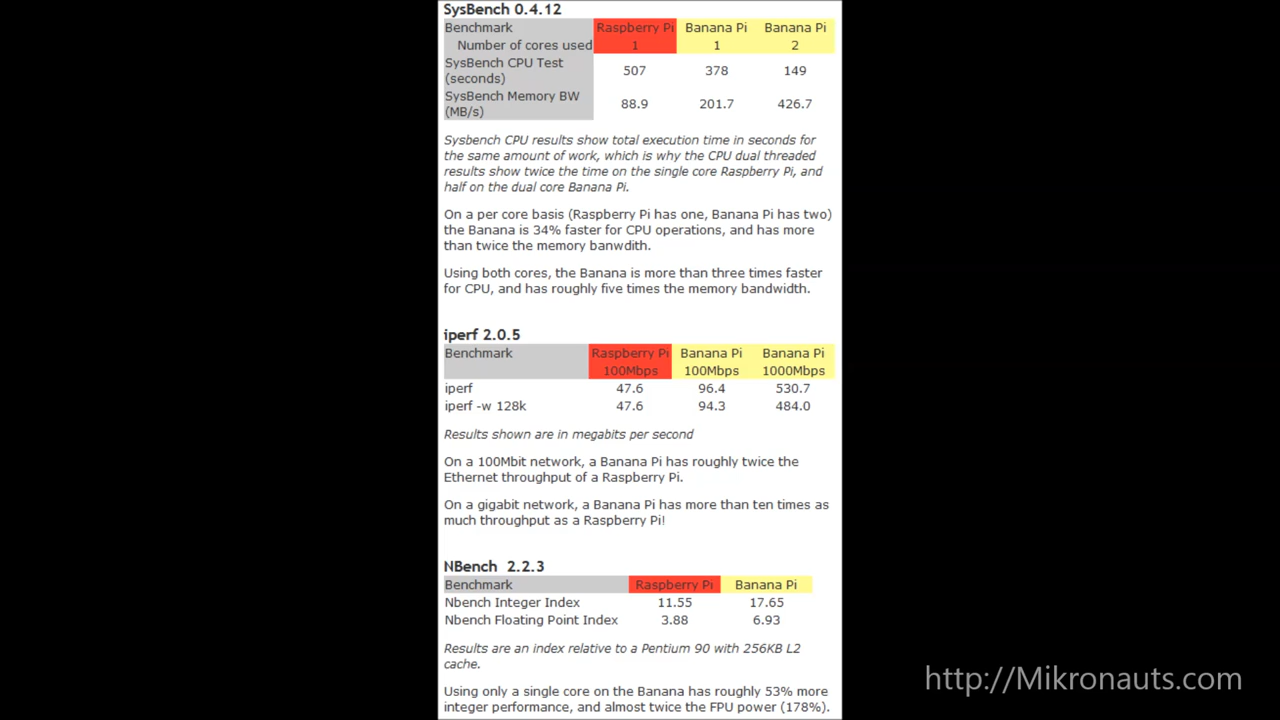 SysBench 0.4.12
Benchmark Raspberry Pi Banana Pi Banana Pi
Number of cores used 1 1 2
SysBench CPU Test
(seconds) 507 378 149
SysBench Memory BW
(MB/s) 88.9 201.7 426.7
Sysbench CPU results show total execution time in seconds for
the same amount of work, which is why the CPU dual threaded
results show twice the time on the single core Raspberry Pi, and
half on the dual core Banana Pi.
On a per core basis (Raspberry Pi has one, Banana Pi has two)
the Banana is 34% faster for CPU operations, and has more
than twice the memory banwdith.
Using both cores, the Banana is more than three times faster
for CPU, and has roughly five times the memory bandwidth.
iperf 2.0.5
Benchmark Raspberry Pi Banana Pi Banana Pi
100Mbps 100Mbps 1000Mbps
iperf 47.6 96.4 530.7
iperf -w 128k 47.6 94.3 484.0
Results shown are in megabits per second
On a 100Mbit network, a Banana Pi has roughly twice the
Ethernet throughput of a Raspberry Pi.
On a gigabit network, a Banana Pi has more than ten times as
much throughput as a Raspberry Pi!
NBench 2.2.3
Benchmark Raspberry Pi Banana Pi
Nbench Integer Index 11.55 17.65
Nbench Floating Point Index 3.88 6.93
Results are an index relative to a Pentium 90 with 256KB L2
cache.
Using only a single core on the Banana has roughly 53% more
integer performance, and almost twice the FPU power (178%).
http://Mikronauts.com